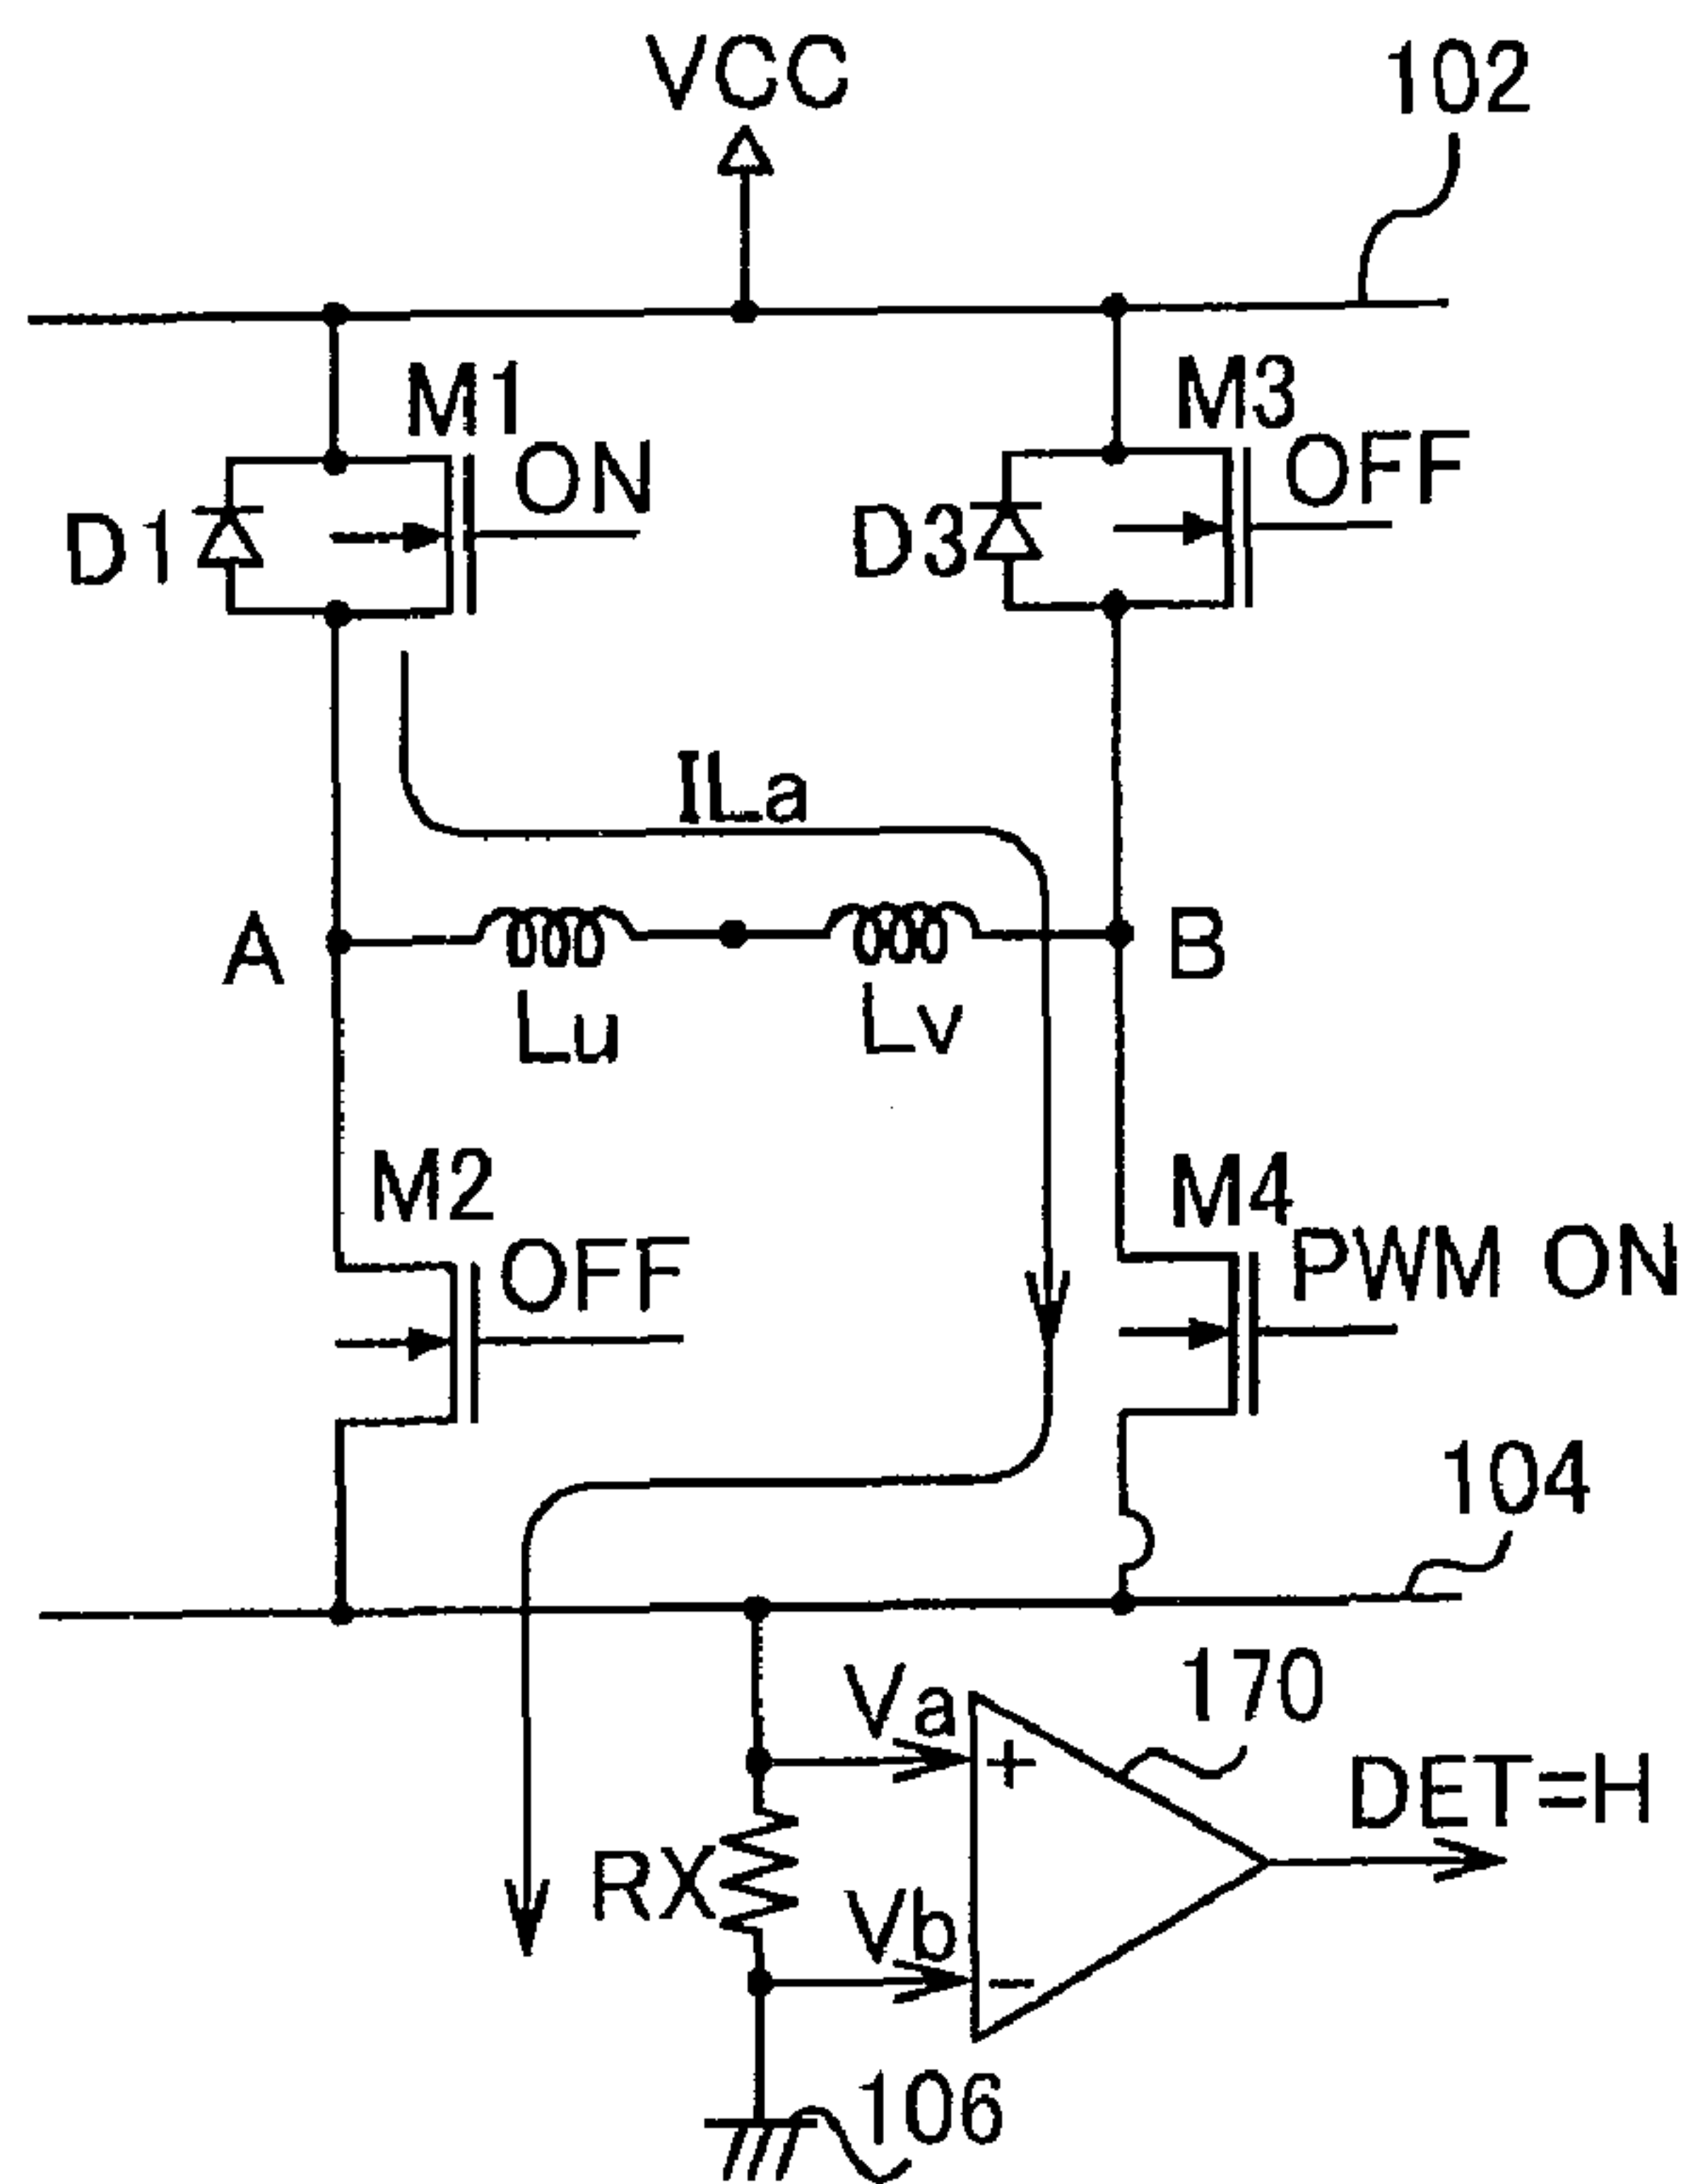 VCC
102
M1
ON
D1
M3
OFF
D3
ILa
A
B
Lu
Lv
M2
OFF
M4
PWM ON
104
Va
170
+
DET=H
RX
Vb
−
106